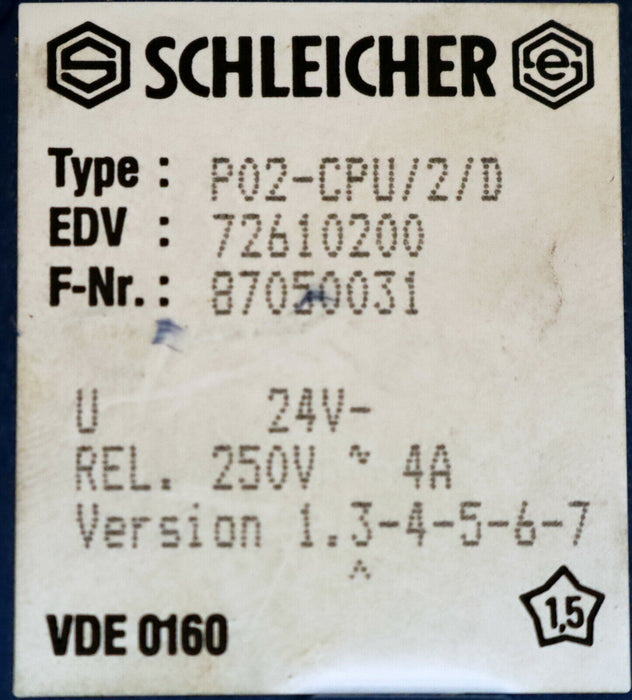 S SCHLEICHER eS
Type : P02-CPU/2/D
EDV : 72610200
F-Nr. : 87050031
U 24V-
REL. 250V ~ 4A
Version 1.3-4-5-6-7
^
VDE 0160
1,5